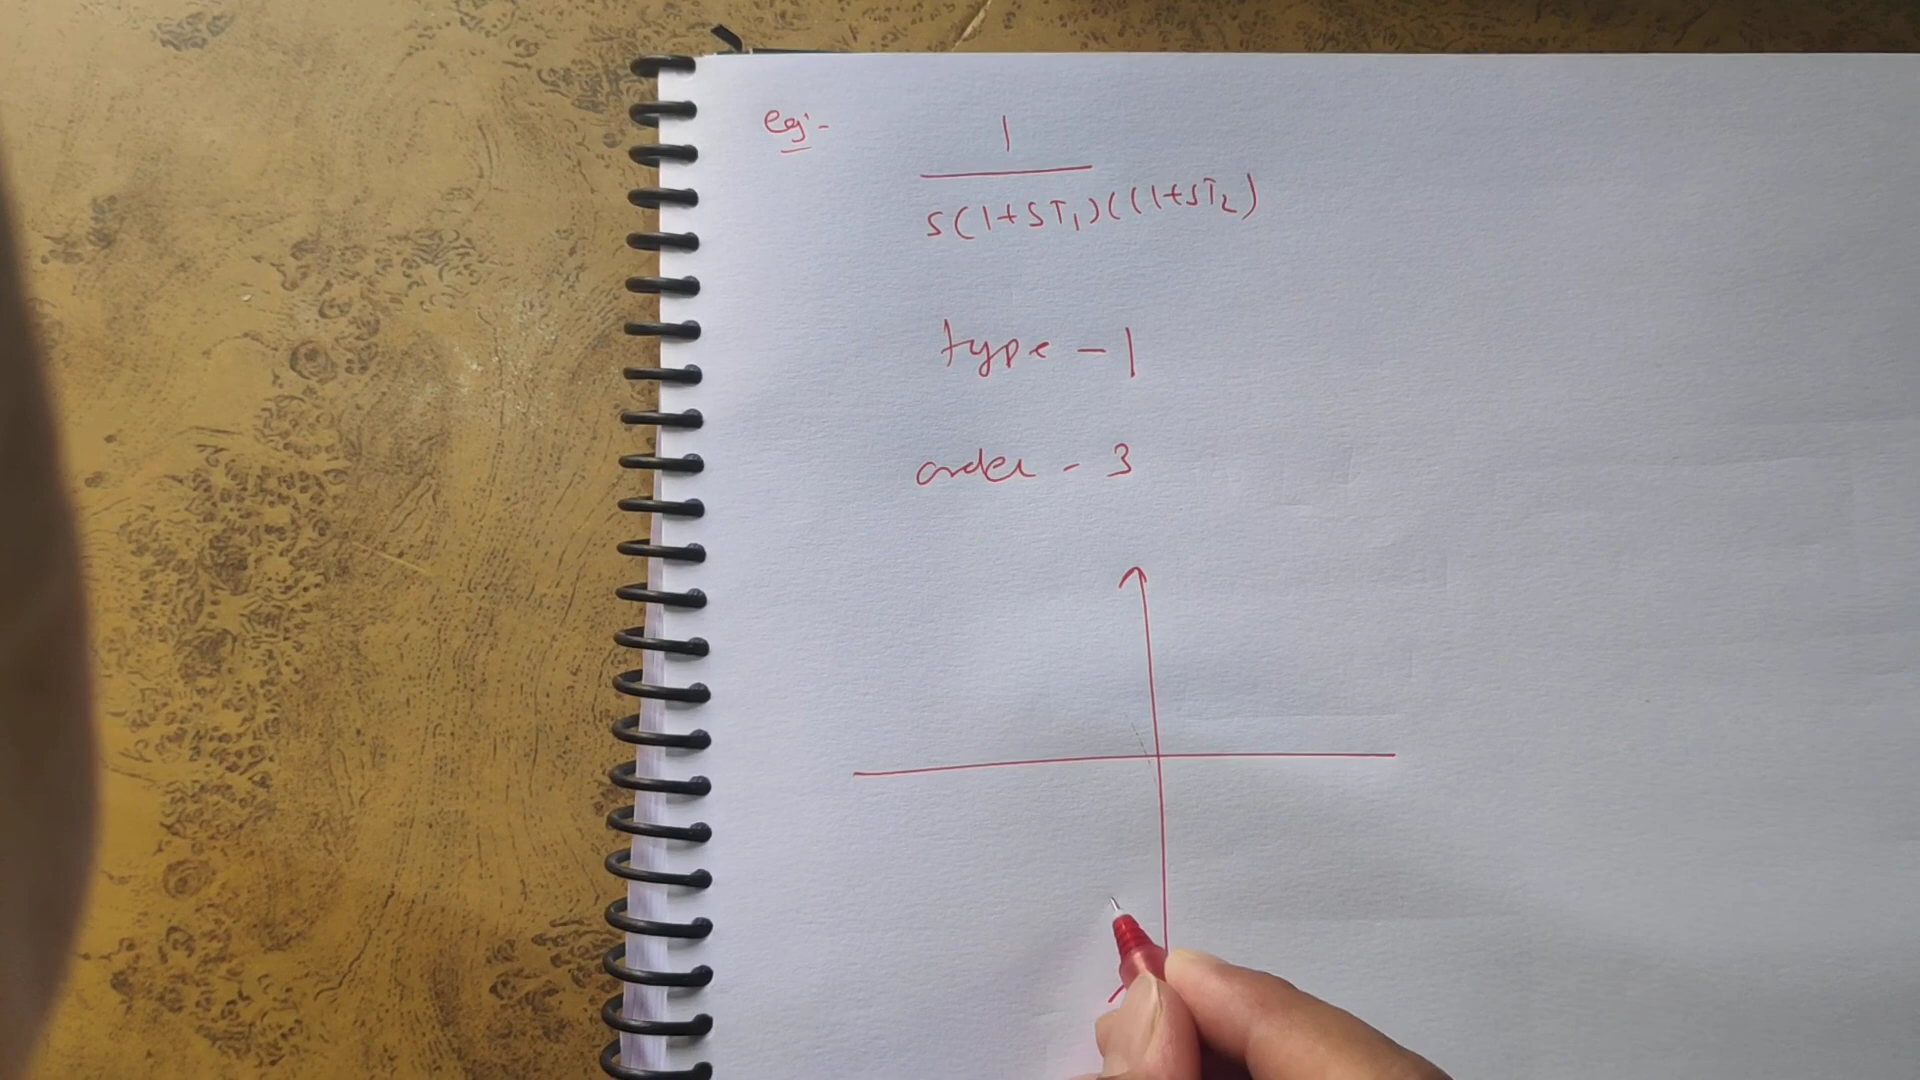 eg:-
1
s(1+ST₁)((1+ST₂)
type - 1
order - 3